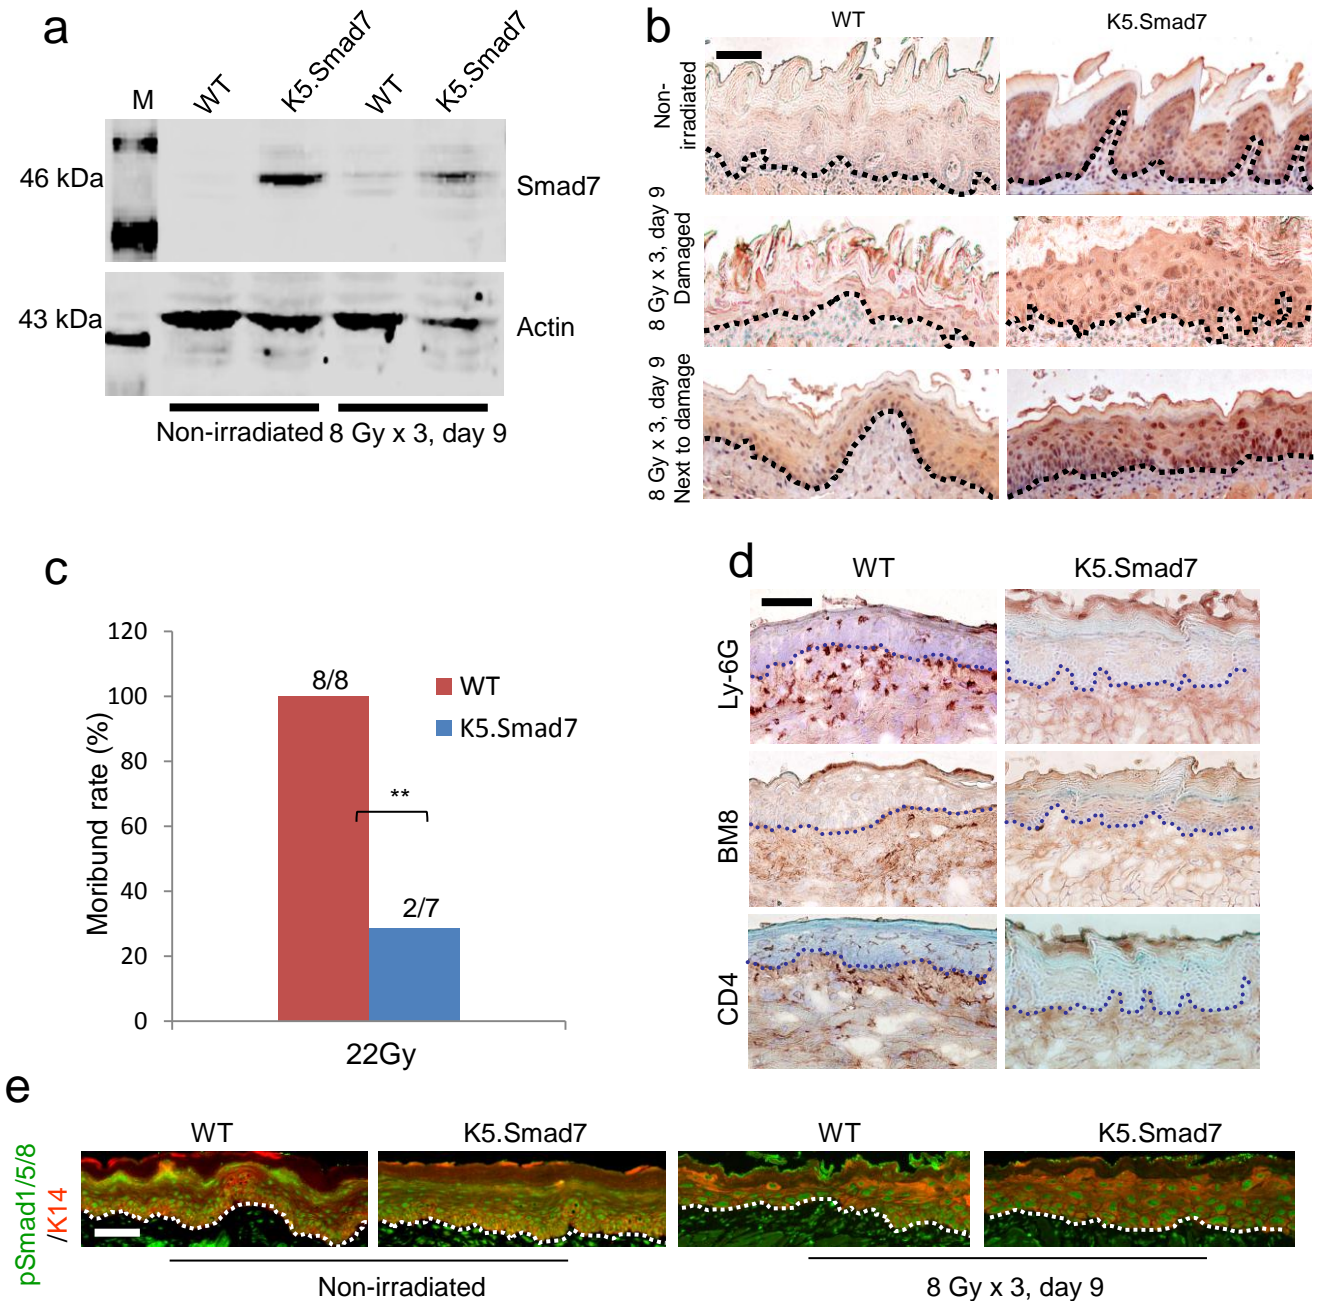 a
M
WT
K5.Smad7
WT
K5.Smad7
46 kDa
Smad7
43 kDa
Actin
Non-irradiated
8 Gy x 3, day 9
b
WT
K5.Smad7
Non-
irradiated
8 Gy x 3, day 9
Damaged
8 Gy x 3, day 9
Next to damage
c
120
100
80
60
40
20
0
Moribund rate (%)
8/8
2/7
**
WT
K5.Smad7
22Gy
d
WT
K5.Smad7
Ly-6G
BM8
CD4
e
pSmad1/5/8
/K14
WT
K5.Smad7
WT
K5.Smad7
Non-irradiated
8 Gy x 3, day 9